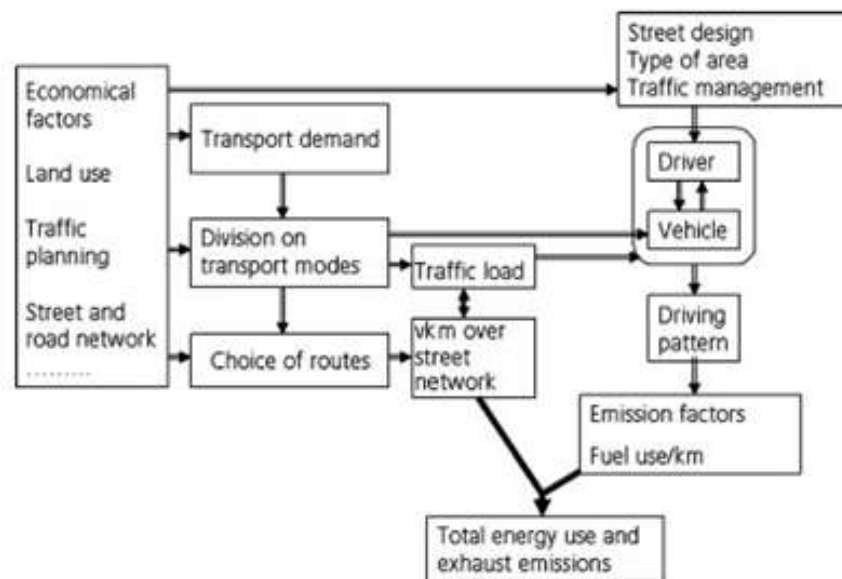 Street design
Type of area
Traffic management
Economical
factors
Land use
Traffic
planning
Street and
road network
.........
Transport demand
Driver
Vehicle
Division on
transport modes
Traffic load
Choice of routes
vkm over
street
network
Driving
pattern
Emission factors
Fuel use/km
Total energy use and
exhaust emissions